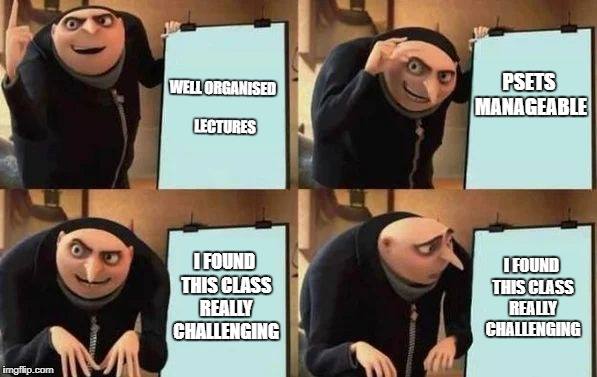 WELL ORGANISED
LECTURES
PSETS
MANAGEABLE
I FOUND
THIS CLASS
REALLY
CHALLENGING
I FOUND
THIS CLASS
REALLY
CHALLENGING
imgflip.com